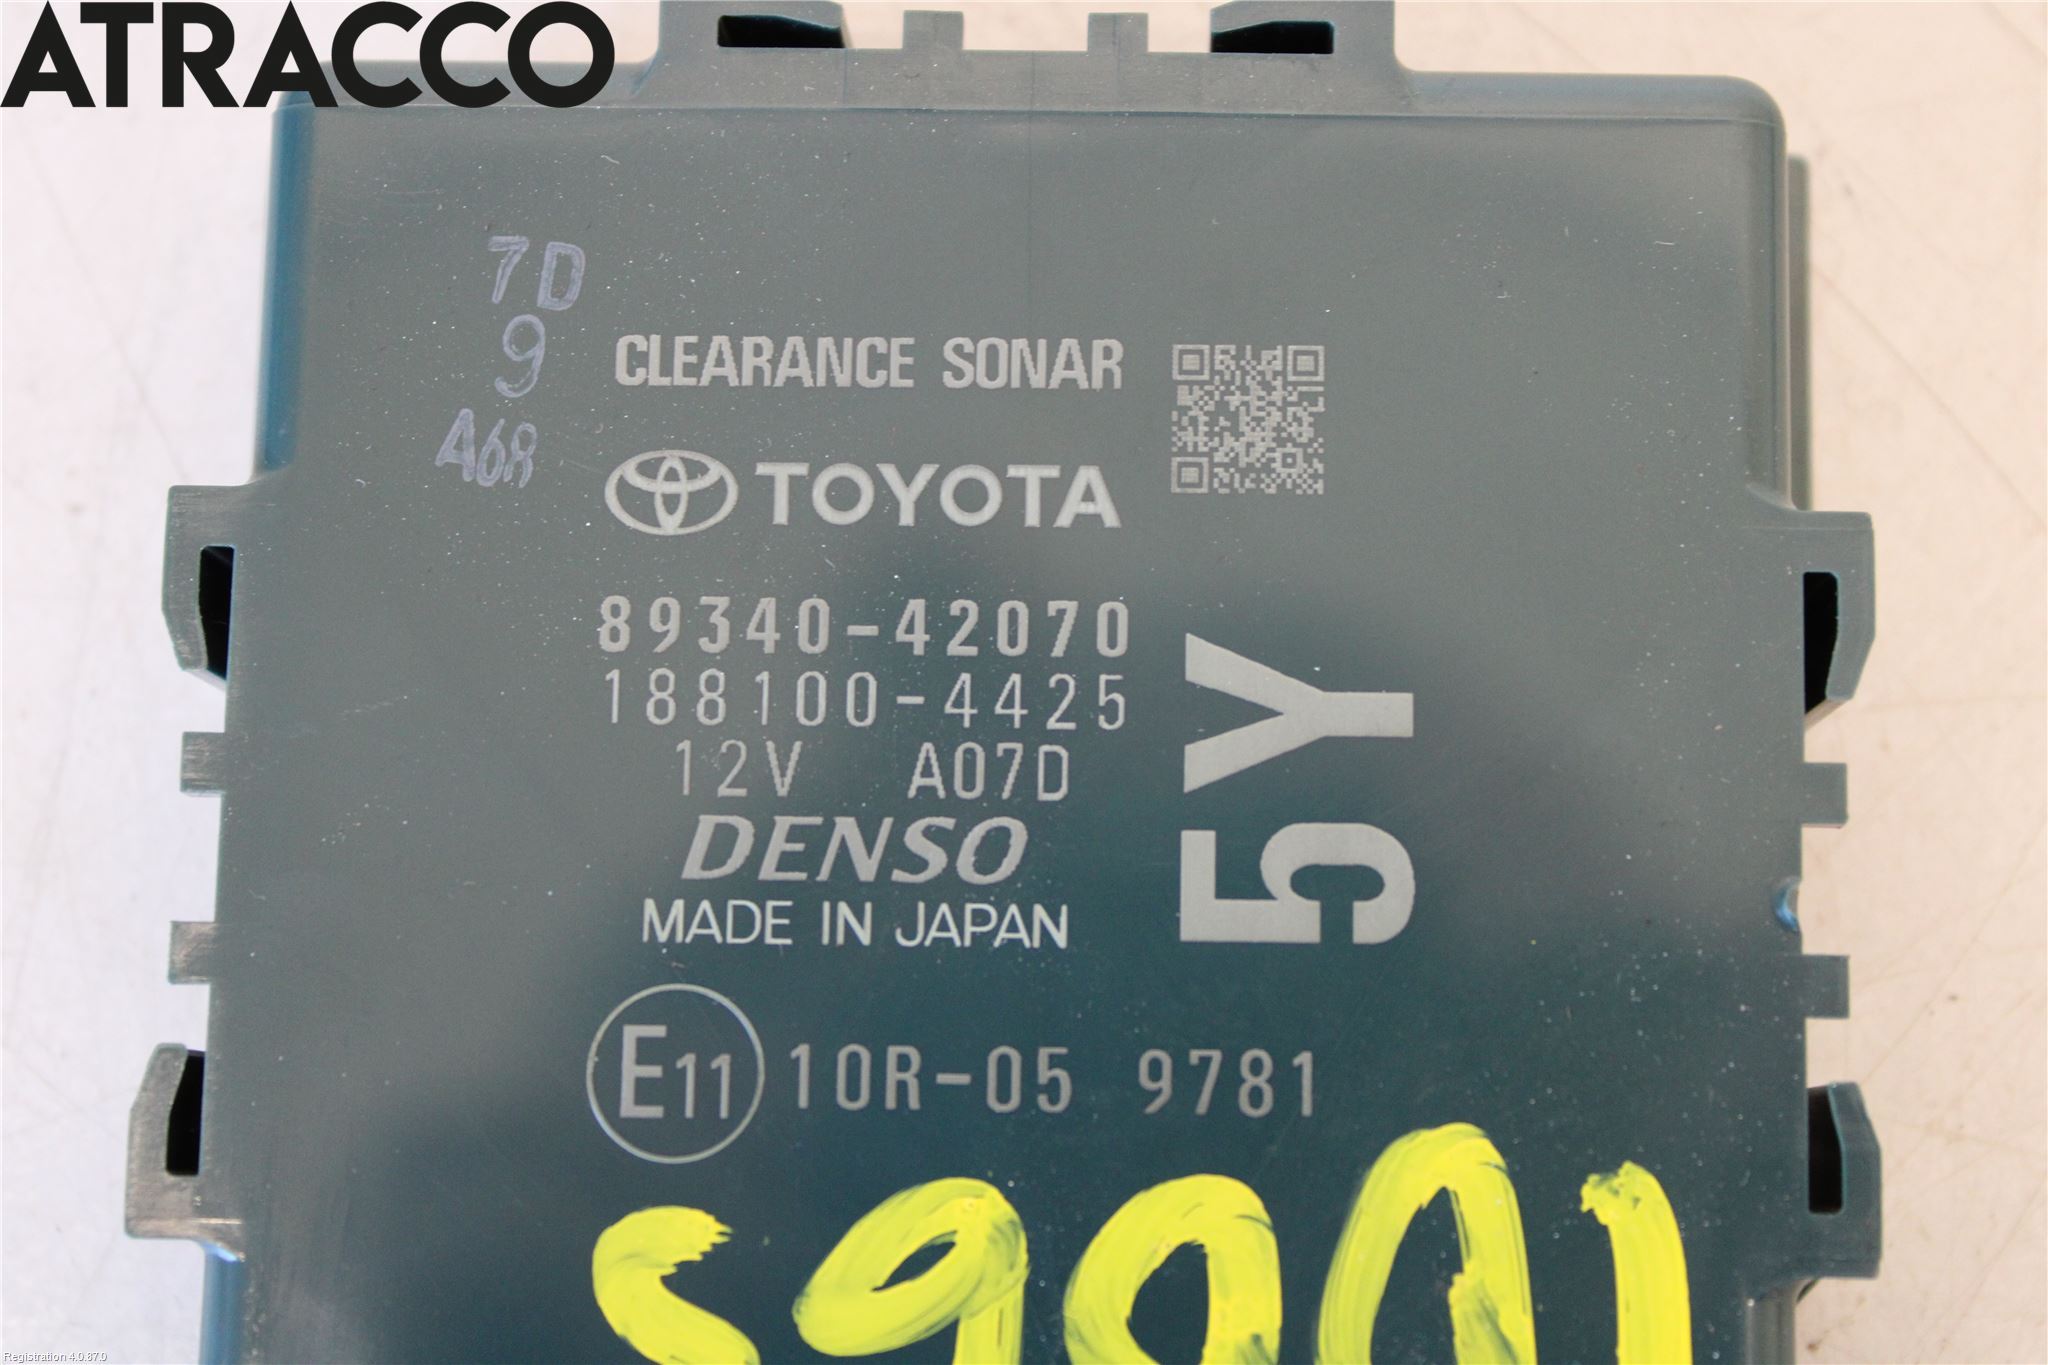 ATRACCO
7D
9
A68
CLEARANCE SONAR
TOYOTA
89340-42070
188100-4425
12V A07D
DENSO
MADE IN JAPAN
5Y
E11 10R-05 9781
Registration 4.0.87.0